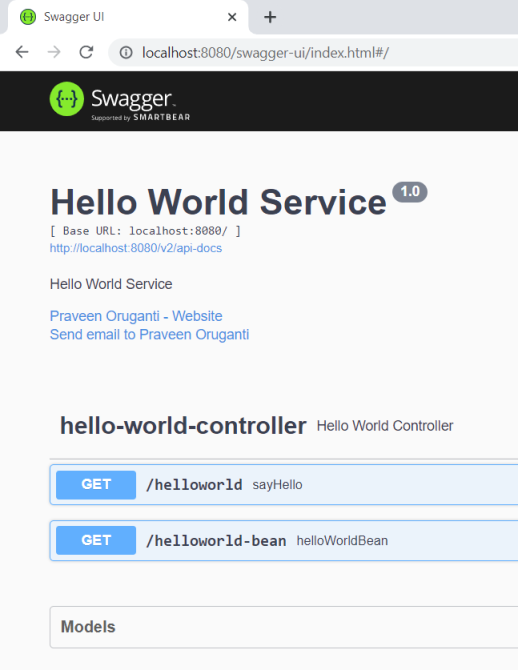 Swagger UI
localhost:8080/swagger-ui/index.html#/
{···} Swagger™
Supported by SMARTBEAR
Hello World Service 1.0
[ Base URL: localhost:8080/ ]
http://localhost:8080/v2/api-docs
Hello World Service
Praveen Oruganti - Website
Send email to Praveen Oruganti
hello-world-controller Hello World Controller
GET /helloworld sayHello
GET /helloworld-bean helloWorldBean
Models